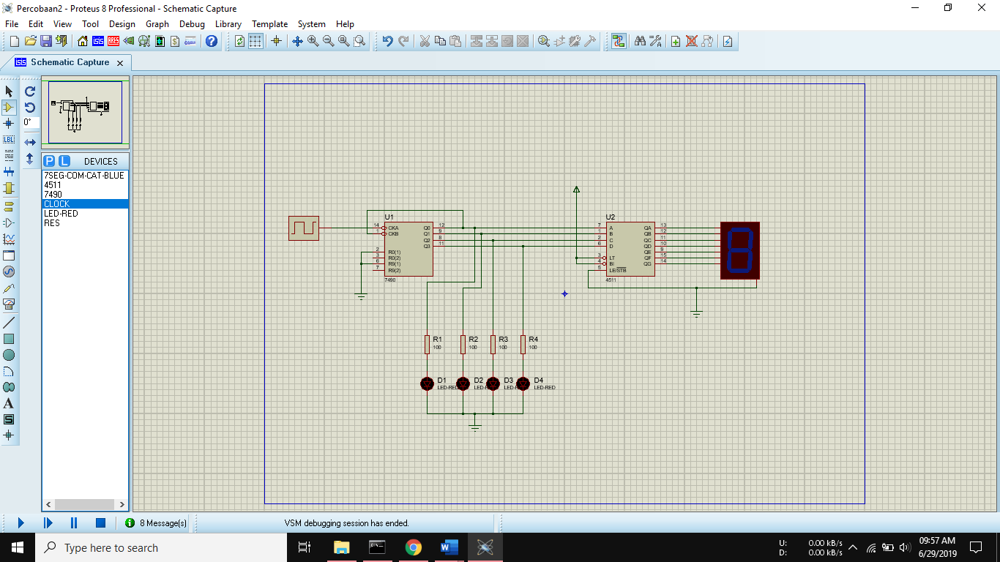 Percobaan2 - Proteus 8 Professional - Schematic Capture
File Edit View Tool Design Graph Debug Library Template System Help
Schematic Capture
0°
LBL
P L DEVICES
7SEG-COM-CAT-BLUE
4511
7490
CLOCK
LED-RED
RES
A
S
U1
14 CKA Q0 12
1 CKB Q1 9
Q2 8
Q3 11
2 R0(1)
3 R0(2)
6 R9(1)
7 R9(2)
7490
U2
7 A QA 13
1 B QB 12
2 C QC 11
6 D QD 10
QE 9
3 LT QF 15
4 BI QG 14
5 LE/STB
4511
R1 R2 R3 R4
100 100 100 100
D1 D2 D3 D4
LED-RED LED-R LED-R LED-RED
8 Message(s) VSM debugging session has ended.
Type here to search
U: 0.00 kB/s
D: 0.00 kB/s
09:57 AM
6/29/2019